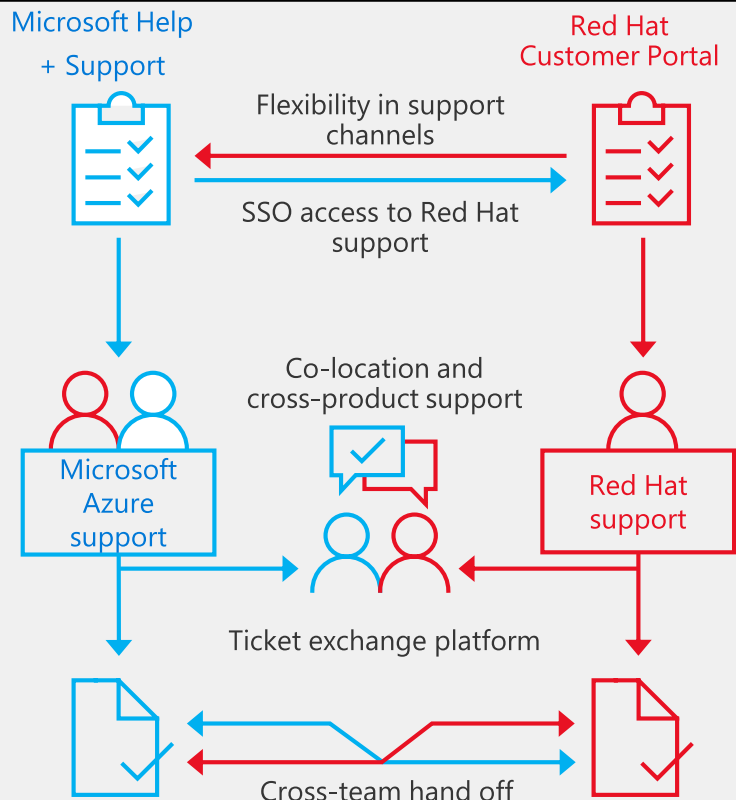 Microsoft Help
+ Support
Red Hat
Customer Portal
Flexibility in support
channels
SSO access to Red Hat
support
Co-location and
cross-product support
Microsoft
Azure
support
Red Hat
support
Ticket exchange platform
Cross-team hand off